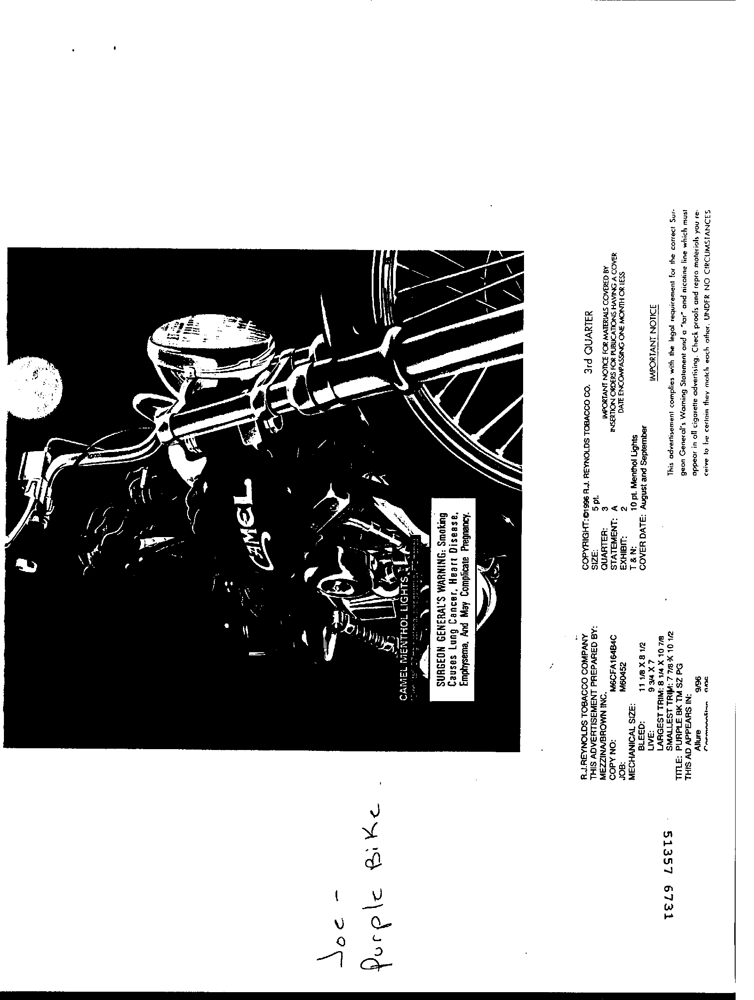 Joe -
Purple Bike
CAMEL
CAMEL MENTHOL LIGHTS
SURGEON GENERAL'S WARNING: Smoking
Causes Lung Cancer, Heart Disease,
Emphysema, And May Complicate Pregnancy.
R.J.REYNOLDS TOBACCO COMPANY
THIS ADVERTISEMENT PREPARED BY:
MEZZINA/BROWN INC.
COPY NO: M6CFA164B4C
JOB: M60452
MECHANICAL SIZE:
BLEED: 11 1/8 X 8 1/2
LIVE: 9 3/4 X 7
LARGEST TRIM: 8 1/4 X 10 7/8
SMALLEST TRIM: 7 7/8 X 10 1/2
TITLE: PURPLE BK TM SZ PG
THIS AD APPEARS IN:
Allure 9/96
COPYRIGHT: ©1996 R.J. REYNOLDS TOBACCO CO. 3rd QUARTER
SIZE: 5 pt.
QUARTER: 3
STATEMENT: A
EXHIBIT: 2
T & N: 10 pt. Menthol Lights
COVER DATE: August and September
IMPORTANT NOTICE FOR MATERIALS COVERED BY
INSERTION ORDERS FOR PUBLICATIONS HAVING A COVER
DATE ENCOMPASSING ONE MONTH OR LESS
IMPORTANT NOTICE
This advertisement complies with the legal requirement for the correct Sur-
geon General's Warning Statement and a "tar" and nicotine line which must
appear in all cigarette advertising. Check proofs and repro materials you re-
ceive to be certain they match each other. UNDER NO CIRCUMSTANCES
51357 6731